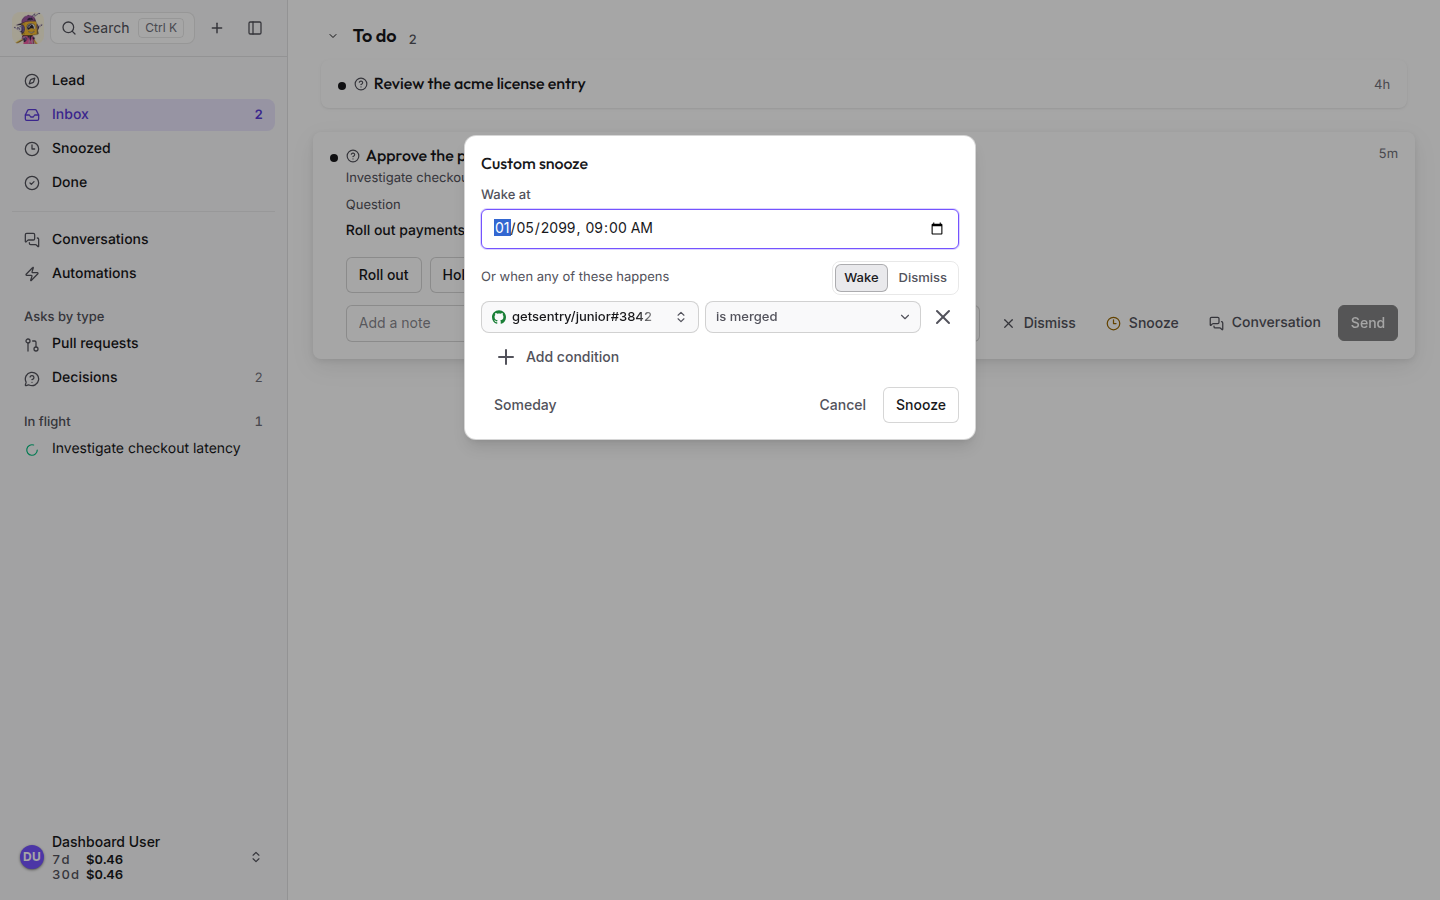 Search Ctrl K
Lead
Inbox 2
Snoozed
Done
Conversations
Automations
Asks by type
Pull requests
Decisions 2
In flight 1
Investigate checkout latency
DU
Dashboard User
7d $0.46
30d $0.46
To do 2
Review the acme license entry 4h
Approve the p 5m
Investigate checkou
Question
Roll out payments
Roll out Hol
Add a note
Dismiss Snooze Conversation Send
Custom snooze
Wake at
01/05/2099, 09:00 AM
Or when any of these happens Wake Dismiss
getsentry/junior#3842 is merged
Add condition
Someday Cancel Snooze